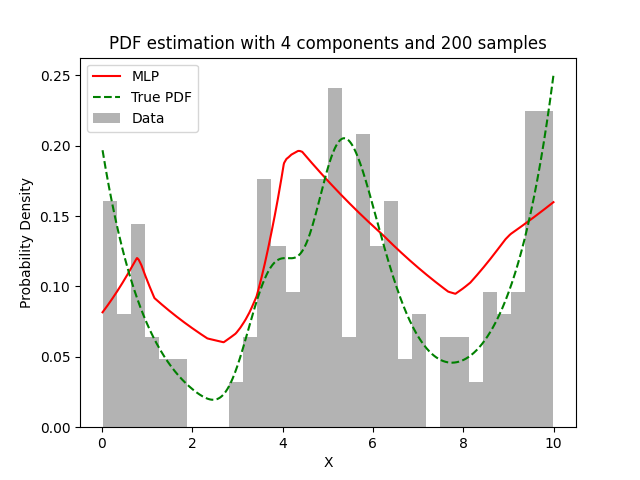 PDF estimation with 4 components and 200 samples
MLP
True PDF
Data
Probability Density
0.25
0.20
0.15
0.10
0.05
0.00
0 2 4 6 8 10
X